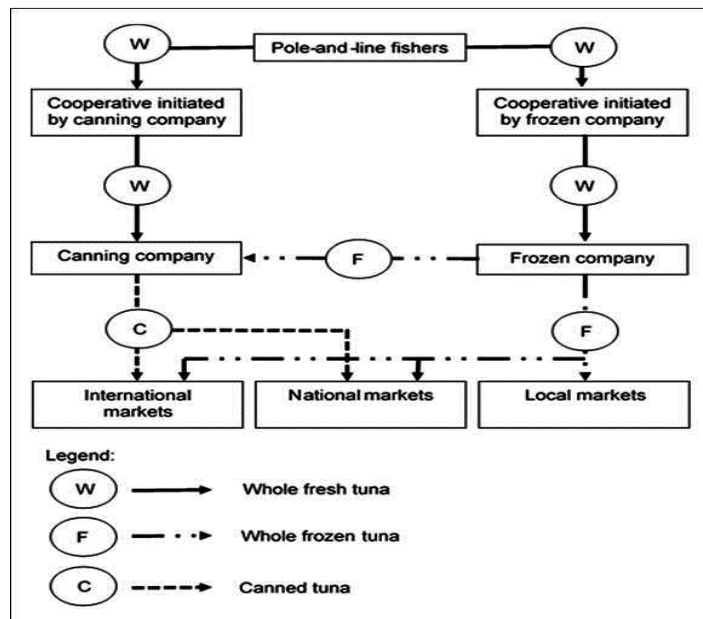 W
Pole-and-line fishers
W
Cooperative initiated
by canning company
Cooperative initiated
by frozen company
W
W
Canning company
F
Frozen company
C
F
International
markets
National markets
Local markets
Legend:
W
Whole fresh tuna
F
Whole frozen tuna
C
Canned tuna